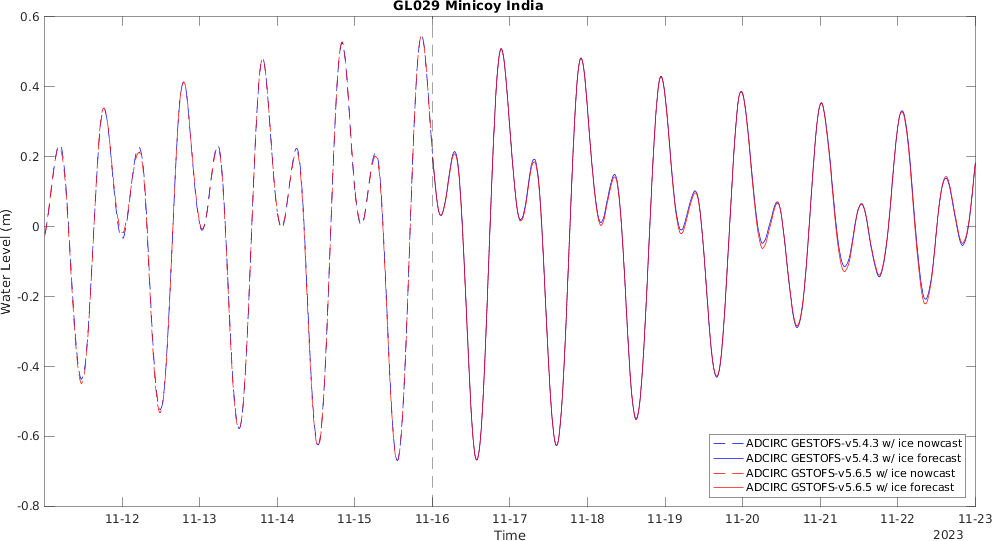 GL029 Minicoy India
0.6
0.4
0.2
0
-0.2
-0.4
-0.6
-0.8
Water Level (m)
11-12 11-13 11-14 11-15 11-16 11-17 11-18 11-19 11-20 11-21 11-22 11-23
Time
2023
ADCIRC GESTOFS-v5.4.3 w/ ice nowcast
ADCIRC GESTOFS-v5.4.3 w/ ice forecast
ADCIRC GSTOFS-v5.6.5 w/ ice nowcast
ADCIRC GSTOFS-v5.6.5 w/ ice forecast